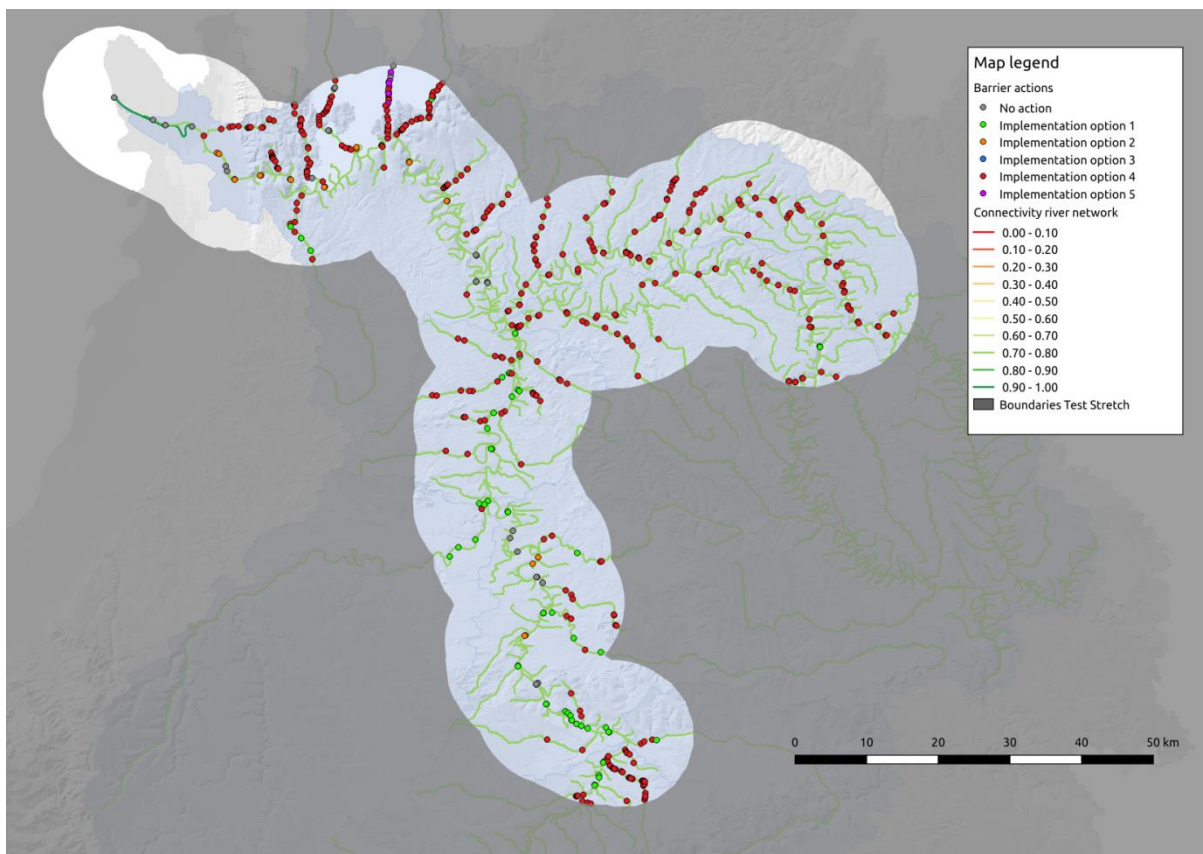 Map legend
Barrier actions
No action
Implementation option 1
Implementation option 2
Implementation option 3
Implementation option 4
Implementation option 5
Connectivity river network
0.00 - 0.10
0.10 - 0.20
0.20 - 0.30
0.30 - 0.40
0.40 - 0.50
0.50 - 0.60
0.60 - 0.70
0.70 - 0.80
0.80 - 0.90
0.90 - 1.00
Boundaries Test Stretch
0 10 20 30 40 50 km